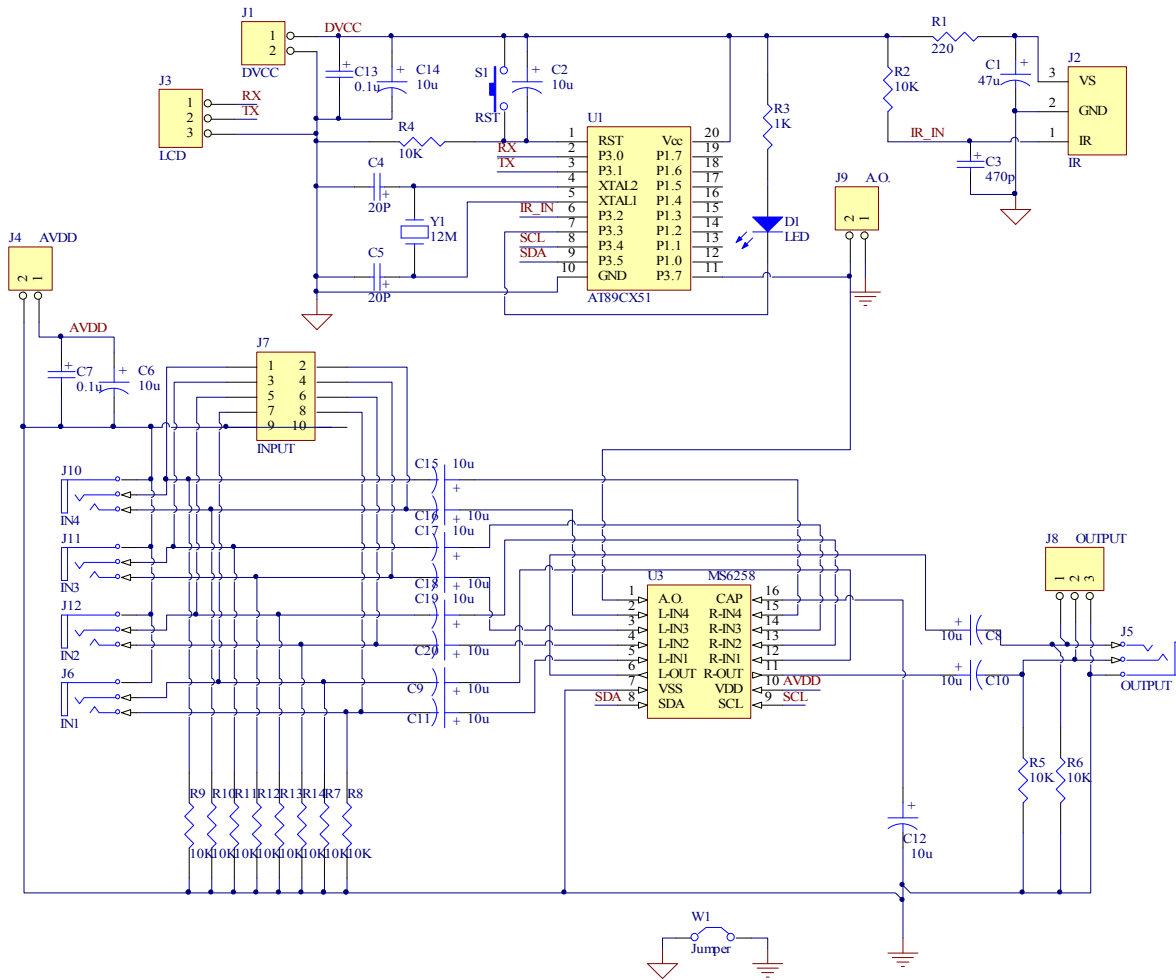 J1
1
2
DVCC
DVCC
J3
1
2
3
RX
TX
LCD
C13
0.1u
+
C14
10u
+
S1
RST
C2
10u
+
R4
10K
C4
20P
+
C5
20P
+
Y1
12M
U1
1 RST Vcc 20
2 P3.0 P1.7 19
3 P3.1 P1.6 18
4 XTAL2 P1.5 17
5 XTAL1 P1.4 16
6 P3.2 P1.3 15
7 P3.3 P1.2 14
8 P3.4 P1.1 13
9 P3.5 P1.0 12
10 GND P3.7 11
AT89CX51
RX
TX
IR_IN
SCL
SDA
R3
1K
D1
LED
R1
220
R2
10K
C1
47u
+
IR_IN
C3
470p
+
J2
3 VS
2 GND
1 IR
IR
J9 A.O.
2 1
J4 AVDD
2 1
AVDD
C7
0.1u
+
C6
10u
+
J7
1 2
3 4
5 6
7 8
9 10
INPUT
J10
IN4
J11
IN3
J12
IN2
J6
IN1
C15 10u
+
C16 10u
+
C17 10u
+
C18 10u
+
C19 10u
+
C20 10u
+
C9 10u
+
C11 10u
+
U3 MS6258
1 A.O. CAP 16
2 L-IN4 R-IN4 15
3 L-IN3 R-IN3 14
4 L-IN2 R-IN2 13
5 L-IN1 R-IN1 12
6 L-OUT R-OUT 11
7 VSS VDD 10 AVDD
SDA 8 SDA SCL 9 SCL
J8 OUTPUT
1 2 3
+
10u C8
+
10u C10
J5
OUTPUT
R5
10K
R6
10K
R9 R10 R11 R12 R13 R14 R7 R8
10K 10K 10K 10K 10K 10K 10K 10K
+
C12
10u
W1
Jumper